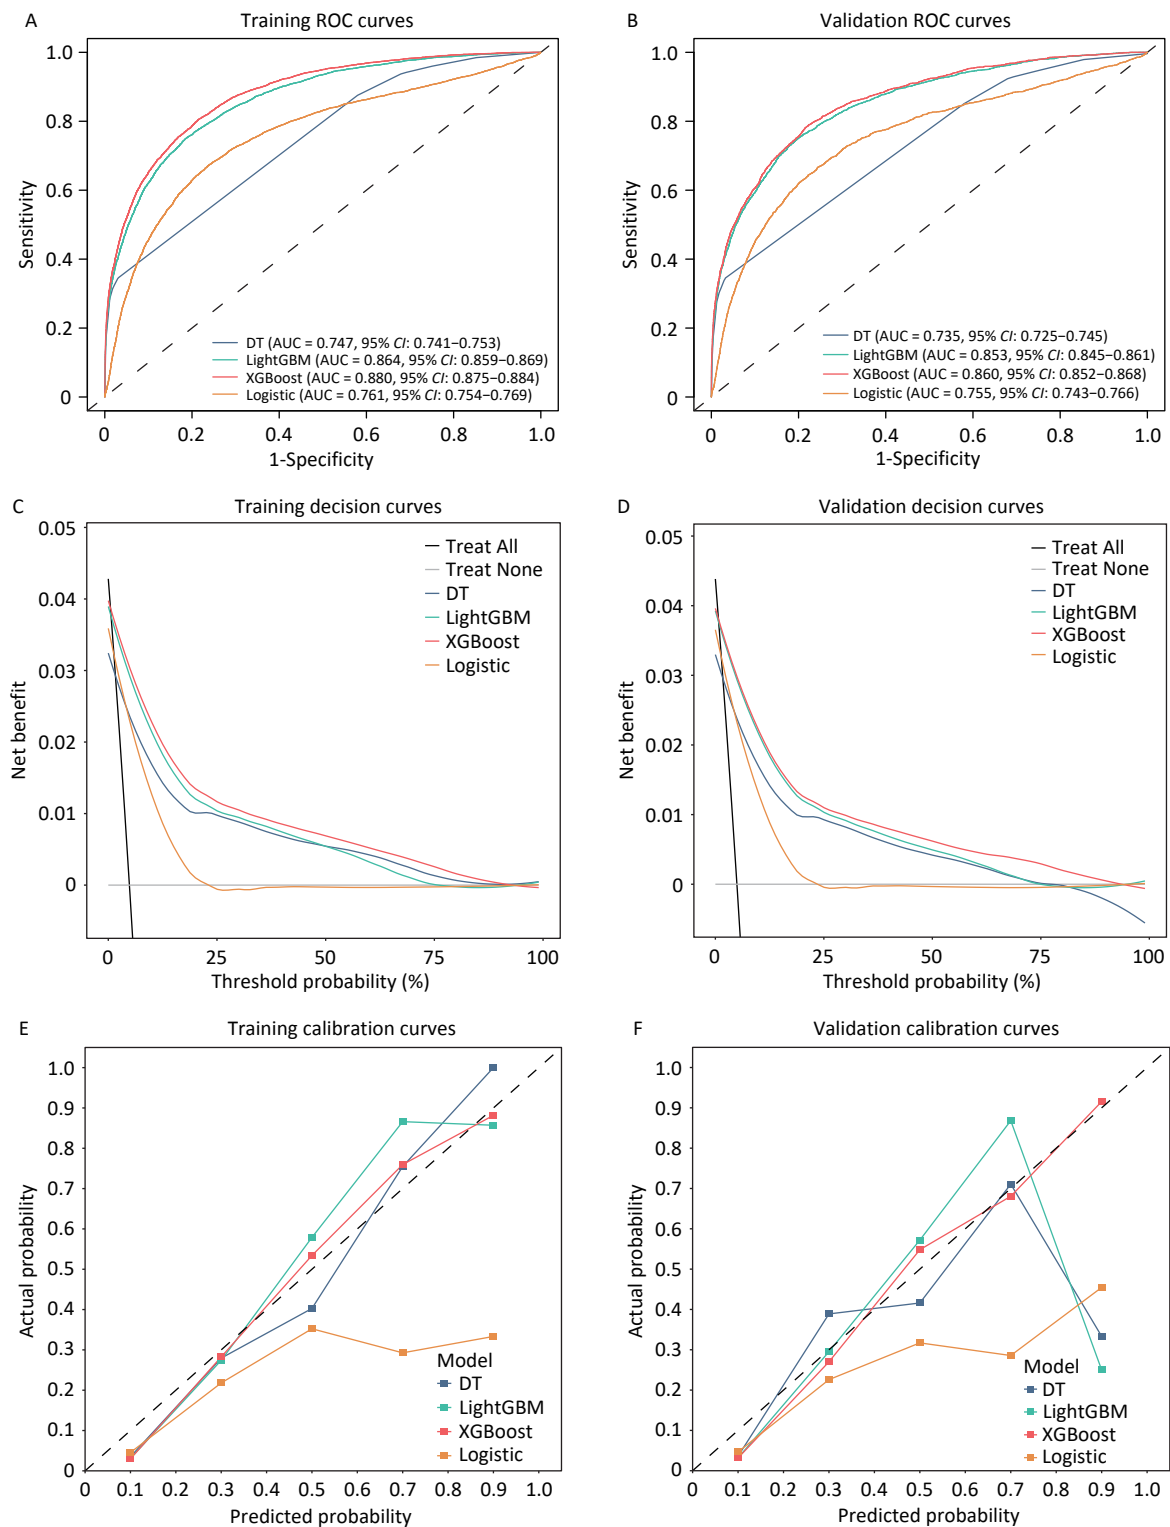 A
Training ROC curves
1.0
0.8
0.6
0.4
0.2
0
Sensitivity
DT (AUC = 0.747, 95% CI: 0.741−0.753)
LightGBM (AUC = 0.864, 95% CI: 0.859−0.869)
XGBoost (AUC = 0.880, 95% CI: 0.875−0.884)
Logistic (AUC = 0.761, 95% CI: 0.754−0.769)
0 0.2 0.4 0.6 0.8 1.0
1-Specificity
B
Validation ROC curves
1.0
0.8
0.6
0.4
0.2
0
Sensitivity
DT (AUC = 0.735, 95% CI: 0.725−0.745)
LightGBM (AUC = 0.853, 95% CI: 0.845−0.861)
XGBoost (AUC = 0.860, 95% CI: 0.852−0.868)
Logistic (AUC = 0.755, 95% CI: 0.743−0.766)
0 0.2 0.4 0.6 0.8 1.0
1-Specificity
C
Training decision curves
0.05
0.04
0.03
0.02
0.01
0
Net benefit
Treat All
Treat None
DT
LightGBM
XGBoost
Logistic
0 25 50 75 100
Threshold probability (%)
D
Validation decision curves
0.05
0.04
0.03
0.02
0.01
0
Net benefit
Treat All
Treat None
DT
LightGBM
XGBoost
Logistic
0 25 50 75 100
Threshold probability (%)
E
Training calibration curves
1.0
0.9
0.8
0.7
0.6
0.5
0.4
0.3
0.2
0.1
0
Actual probability
Model
DT
LightGBM
XGBoost
Logistic
0 0.1 0.2 0.3 0.4 0.5 0.6 0.7 0.8 0.9 1.0
Predicted probability
F
Validation calibration curves
1.0
0.9
0.8
0.7
0.6
0.5
0.4
0.3
0.2
0.1
0
Actual probability
Model
DT
LightGBM
XGBoost
Logistic
0 0.1 0.2 0.3 0.4 0.5 0.6 0.7 0.8 0.9 1.0
Predicted probability